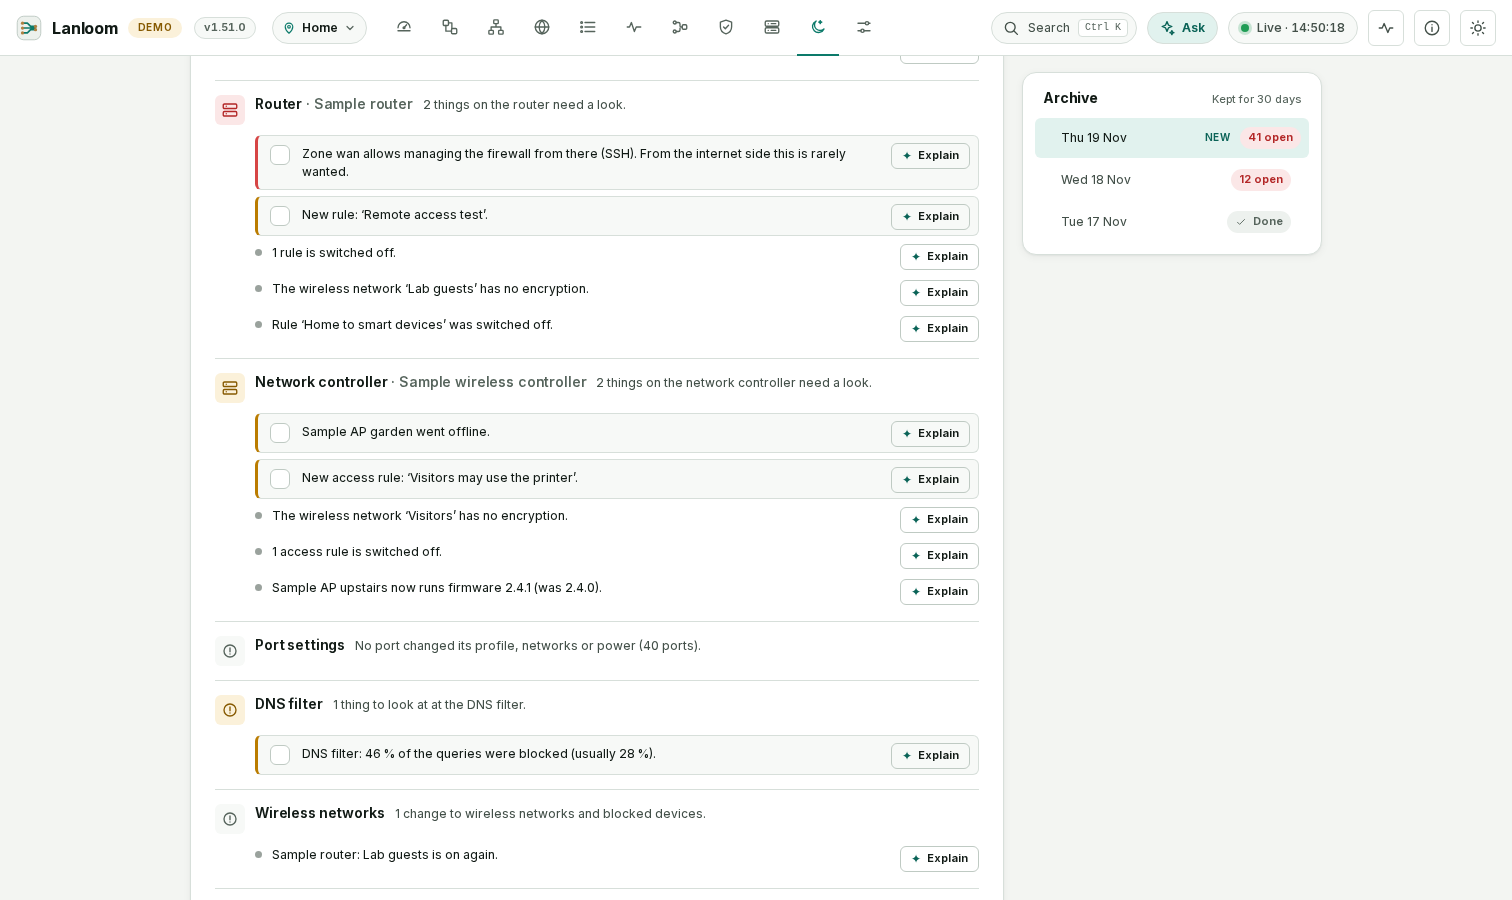 Lanloom DEMO v1.51.0 Home Search Ctrl K Ask Live · 14:50:18
Router · Sample router 2 things on the router need a look.
Zone wan allows managing the firewall from there (SSH). From the internet side this is rarely
wanted.
Explain
New rule: ‘Remote access test’. Explain
1 rule is switched off. Explain
The wireless network ‘Lab guests’ has no encryption. Explain
Rule ‘Home to smart devices’ was switched off. Explain
Network controller · Sample wireless controller 2 things on the network controller need a look.
Sample AP garden went offline. Explain
New access rule: ‘Visitors may use the printer’. Explain
The wireless network ‘Visitors’ has no encryption. Explain
1 access rule is switched off. Explain
Sample AP upstairs now runs firmware 2.4.1 (was 2.4.0). Explain
Port settings No port changed its profile, networks or power (40 ports).
DNS filter 1 thing to look at at the DNS filter.
DNS filter: 46 % of the queries were blocked (usually 28 %). Explain
Wireless networks 1 change to wireless networks and blocked devices.
Sample router: Lab guests is on again. Explain
Archive Kept for 30 days
Thu 19 Nov NEW 41 open
Wed 18 Nov 12 open
Tue 17 Nov Done